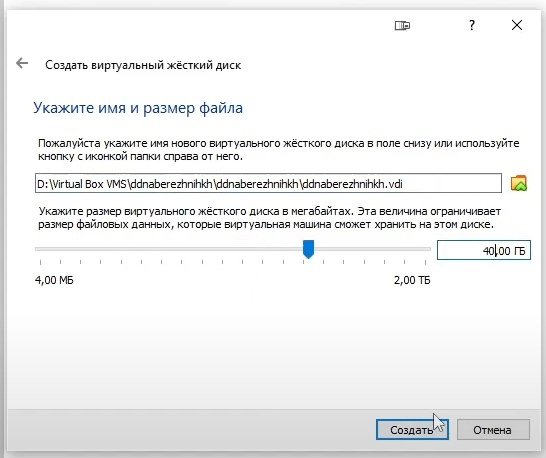 ?
Создать виртуальный жёсткий диск
Укажите имя и размер файла
Пожалуйста укажите имя нового виртуального жёсткого диска в поле снизу или используйте
кнопку с иконкой папки справа от него.
D:\Virtual Box VMS\ddnaberezhnihkh\ddnaberezhnihkh\ddnaberezhnihkh.vdi
Укажите размер виртуального жёсткого диска в мегабайтах. Эта величина ограничивает
размер файловых данных, которые виртуальная машина сможет хранить на этом диске.
40,00 ГБ
4,00 МБ 2,00 ТБ
Создать Отмена